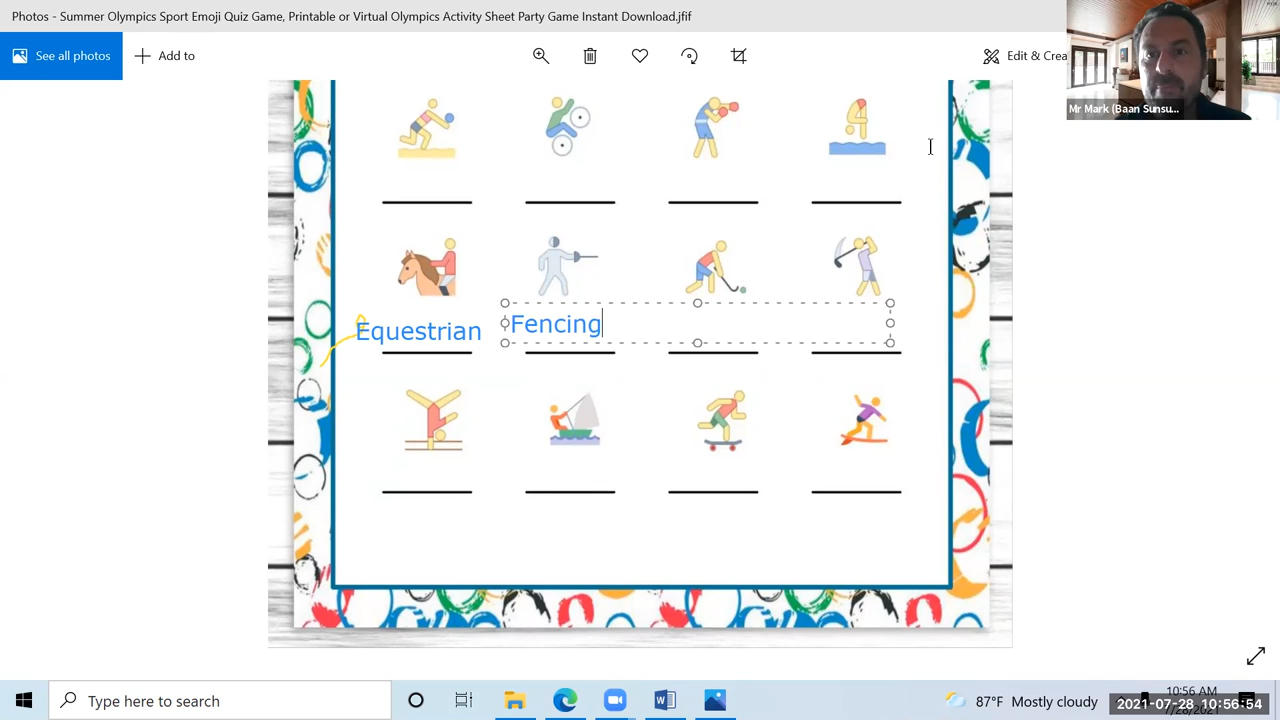 Photos - Summer Olympics Sport Emoji Quiz Game, Printable or Virtual Olympics Activity Sheet Party Game Instant Download.jfif
See all photos
Add to
Edit & Crea
Mr Mark (Baan Sunsu...
Equestrian
Fencing
Type here to search
87°F Mostly cloudy
10:56 AM
2021-07-28 10:56:54